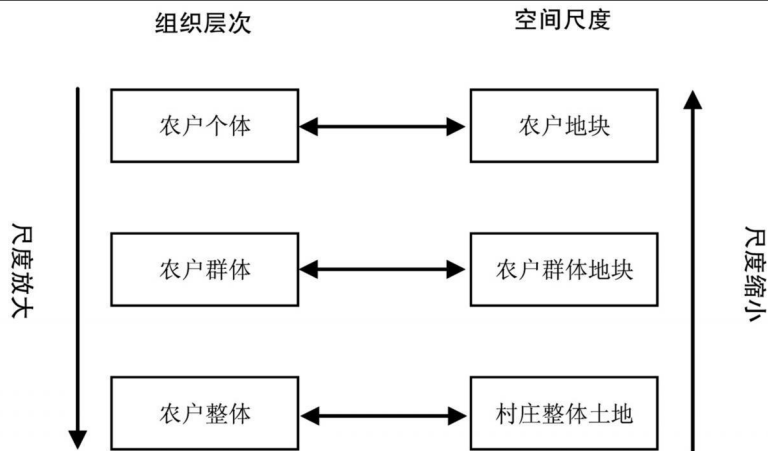 组织层次
空间尺度
农户个体
农户地块
尺度放大
农户群体
农户群体地块
尺度缩小
农户整体
村庄整体土地